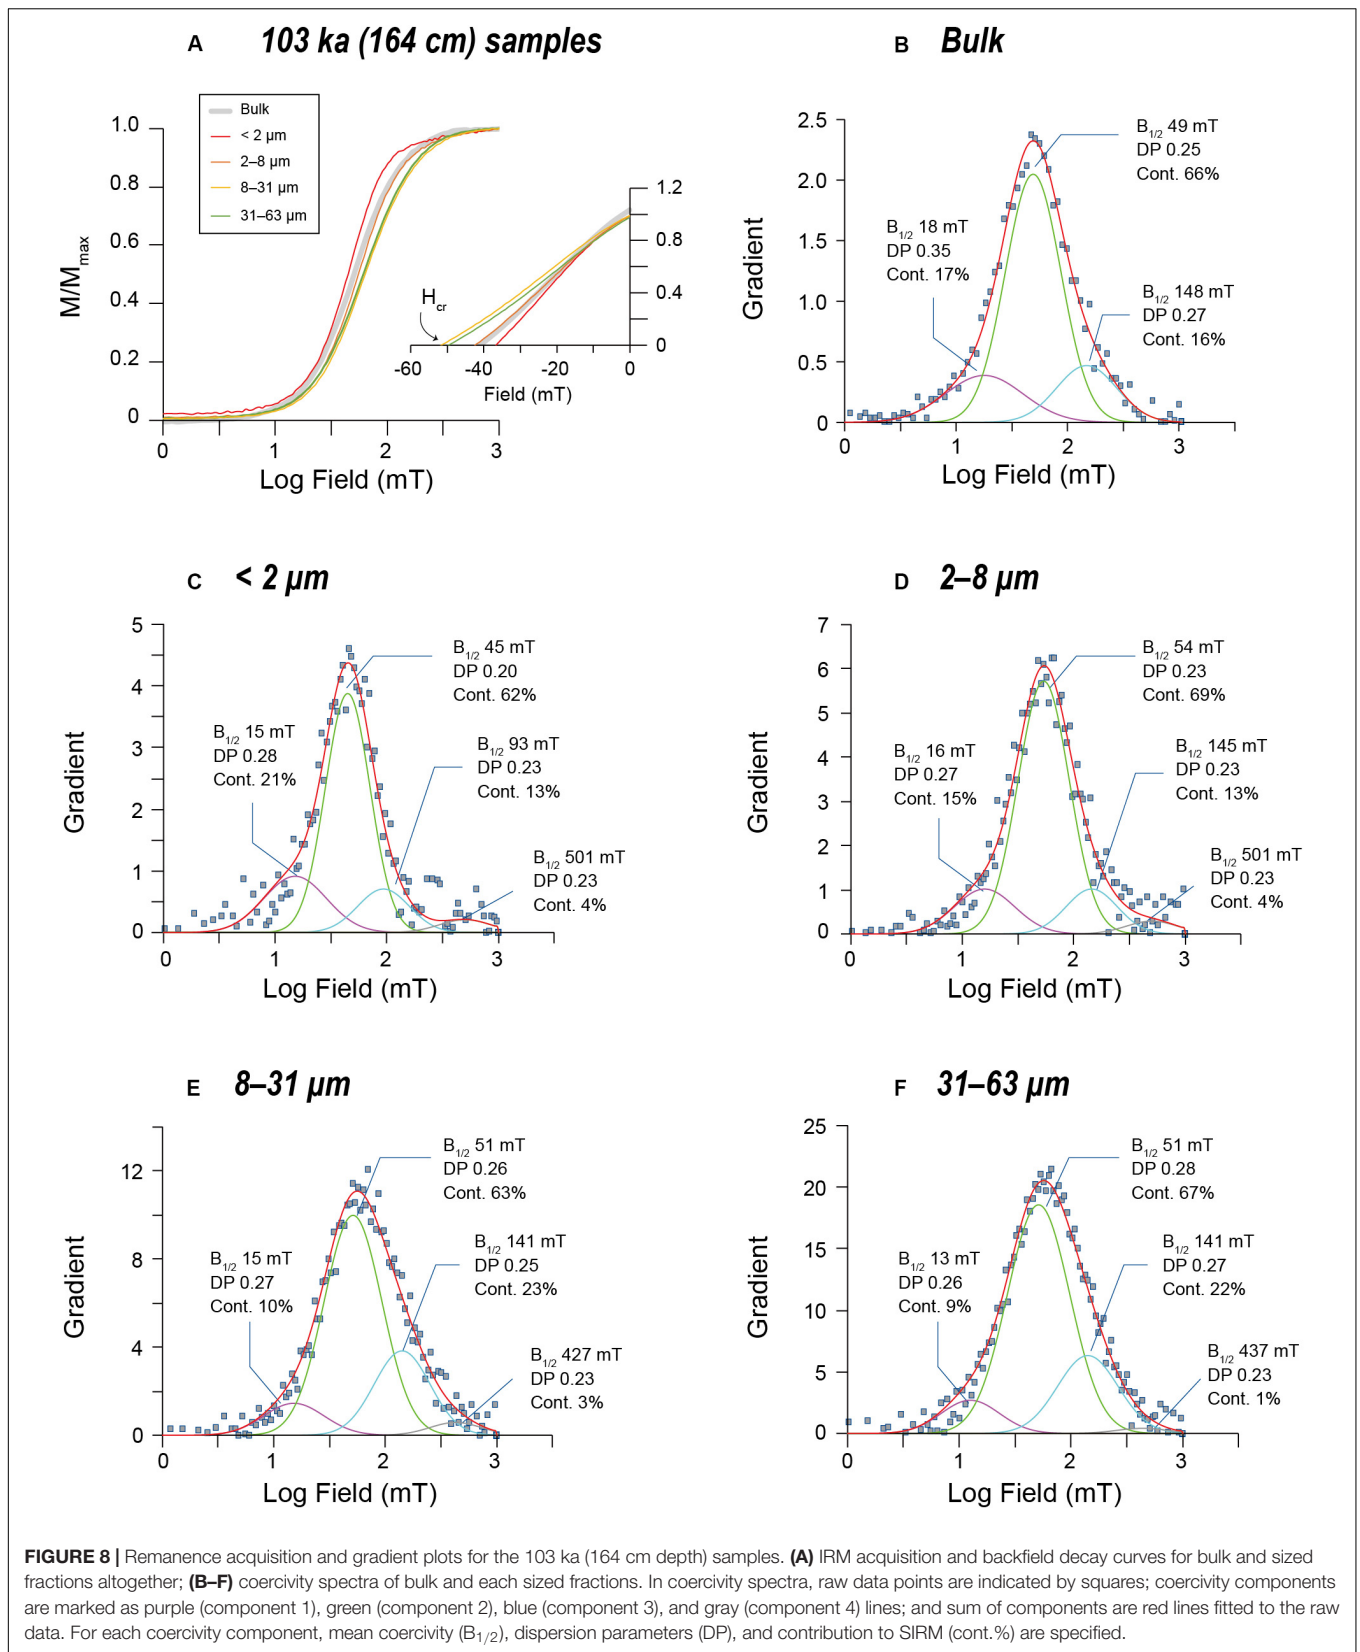 A 103 ka (164 cm) samples
Bulk
< 2 µm
2–8 µm
8–31 µm
31–63 µm
M/Mmax
1.0
0.8
0.6
0.4
0.2
0
0 1 2 3
Log Field (mT)
1.2
0.8
0.4
0
Hcr
-60 -40 -20 0
Field (mT)
B Bulk
Gradient
2.5
2.0
1.5
1.0
0.5
0
0 1 2 3
Log Field (mT)
B1/2 49 mT
DP 0.25
Cont. 66%
B1/2 18 mT
DP 0.35
Cont. 17%
B1/2 148 mT
DP 0.27
Cont. 16%
C < 2 µm
Gradient
5
4
3
2
1
0
0 1 2 3
Log Field (mT)
B1/2 45 mT
DP 0.20
Cont. 62%
B1/2 15 mT
DP 0.28
Cont. 21%
B1/2 93 mT
DP 0.23
Cont. 13%
B1/2 501 mT
DP 0.23
Cont. 4%
D 2–8 µm
Gradient
7
6
5
4
3
2
1
0
0 1 2 3
Log Field (mT)
B1/2 54 mT
DP 0.23
Cont. 69%
B1/2 16 mT
DP 0.27
Cont. 15%
B1/2 145 mT
DP 0.23
Cont. 13%
B1/2 501 mT
DP 0.23
Cont. 4%
E 8–31 µm
Gradient
12
8
4
0
0 1 2 3
Log Field (mT)
B1/2 51 mT
DP 0.26
Cont. 63%
B1/2 15 mT
DP 0.27
Cont. 10%
B1/2 141 mT
DP 0.25
Cont. 23%
B1/2 427 mT
DP 0.23
Cont. 3%
F 31–63 µm
Gradient
25
20
15
10
5
0
0 1 2 3
Log Field (mT)
B1/2 51 mT
DP 0.28
Cont. 67%
B1/2 13 mT
DP 0.26
Cont. 9%
B1/2 141 mT
DP 0.27
Cont. 22%
B1/2 437 mT
DP 0.23
Cont. 1%
FIGURE 8 | Remanence acquisition and gradient plots for the 103 ka (164 cm depth) samples. (A) IRM acquisition and backfield decay curves for bulk and sized
fractions altogether; (B–F) coercivity spectra of bulk and each sized fractions. In coercivity spectra, raw data points are indicated by squares; coercivity components
are marked as purple (component 1), green (component 2), blue (component 3), and gray (component 4) lines; and sum of components are red lines fitted to the raw
data. For each coercivity component, mean coercivity (B1/2), dispersion parameters (DP), and contribution to SIRM (cont.%) are specified.